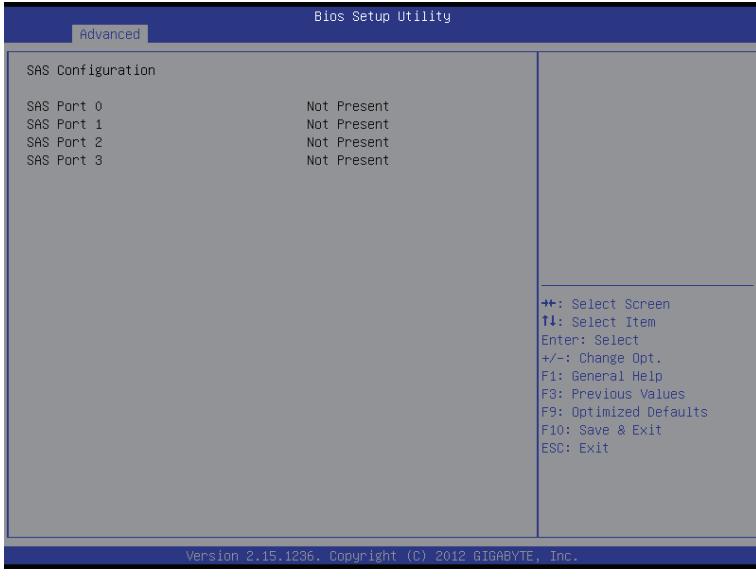 Bios Setup Utility
Advanced
SAS Configuration
SAS Port 0 Not Present
SAS Port 1 Not Present
SAS Port 2 Not Present
SAS Port 3 Not Present
→←: Select Screen
↑↓: Select Item
Enter: Select
+/-: Change Opt.
F1: General Help
F3: Previous Values
F9: Optimized Defaults
F10: Save & Exit
ESC: Exit
Version 2.15.1236. Copyright (C) 2012 GIGABYTE, Inc.